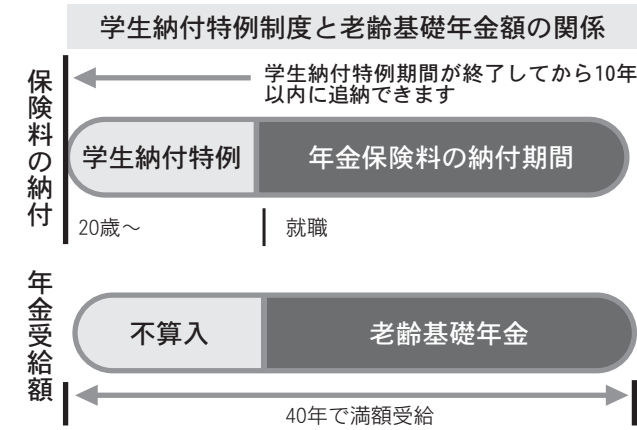 学生納付特例制度と老齢基礎年金額の関係
保険料の納付
学生納付特例期間が終了してから10年
以内に追納できます
学生納付特例
年金保険料の納付期間
20歳～
就職
年金受給額
不算入
老齢基礎年金
40年で満額受給